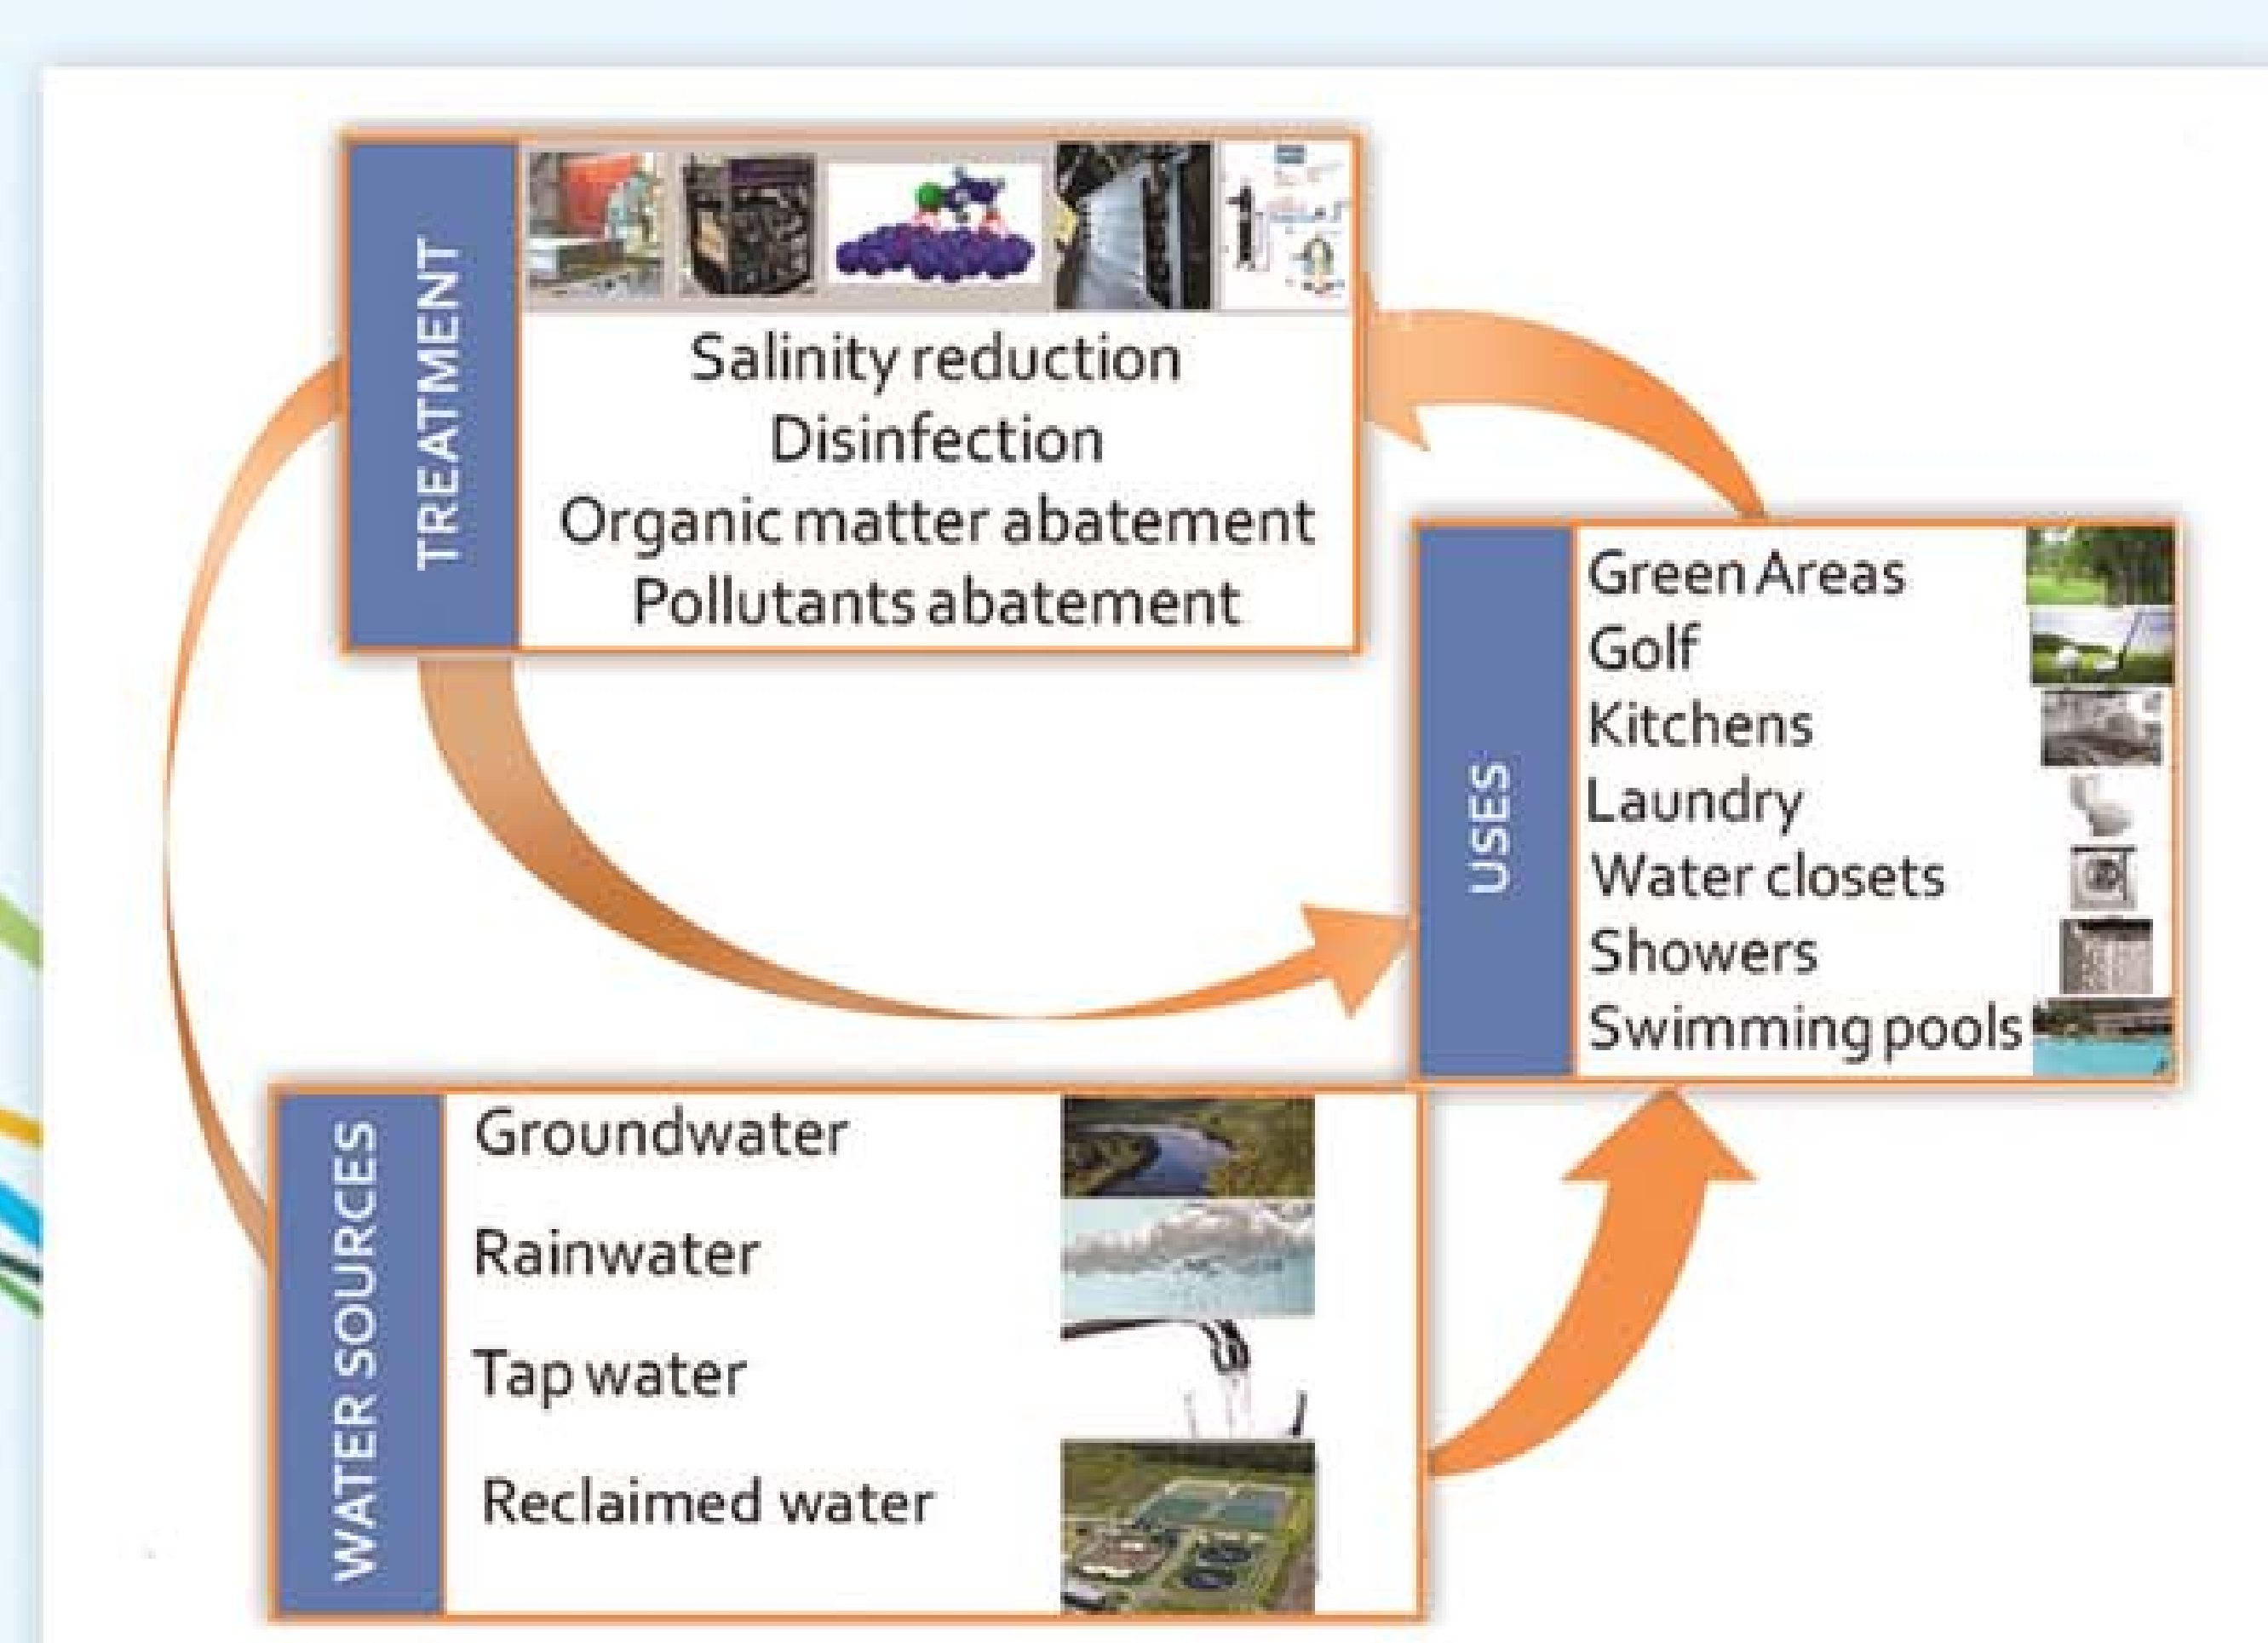 TREATMENT
Salinity reduction
Disinfection
Organic matter abatement
Pollutants abatement
USES
Green Areas
Golf
Kitchens
Laundry
Water closets
Showers
Swimming pools
WATER SOURCES
Groundwater
Rainwater
Tap water
Reclaimed water